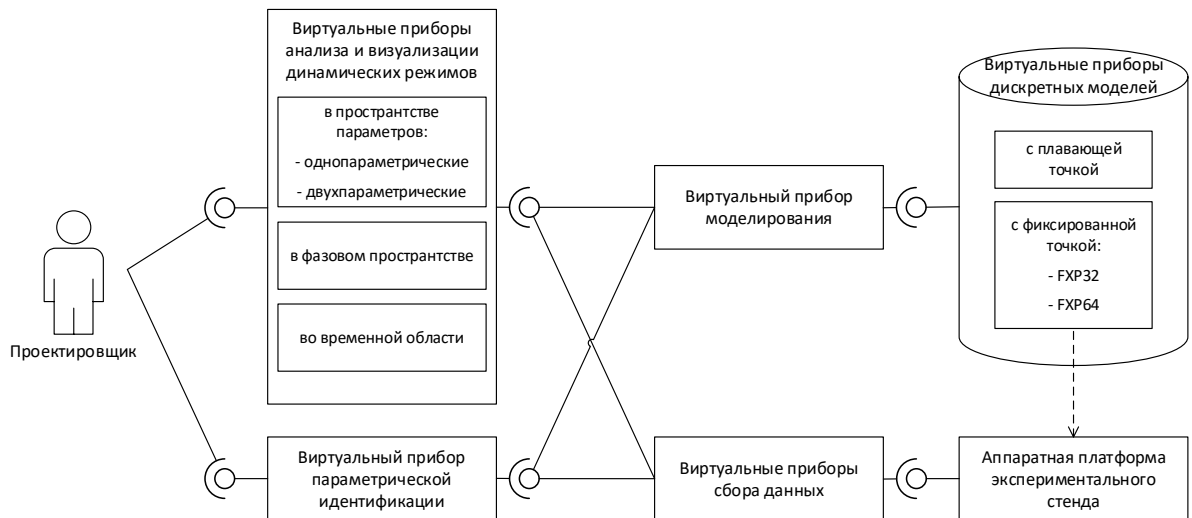 Виртуальные приборы
анализа и визуализации
динамических режимов
в пространтстве
параметров:
- однопараметрические
- двухпараметрические
в фазовом пространстве
во временной области
Проектировщик
Виртуальный прибор
параметрической
идентификации
Виртуальный прибор
моделирования
Виртуальные приборы
сбора данных
Виртуальные приборы
дискретных моделей
с плавающей
точкой
с фиксированной
точкой:
- FXP32
- FXP64
Аппаратная платформа
экспериментального
стенда